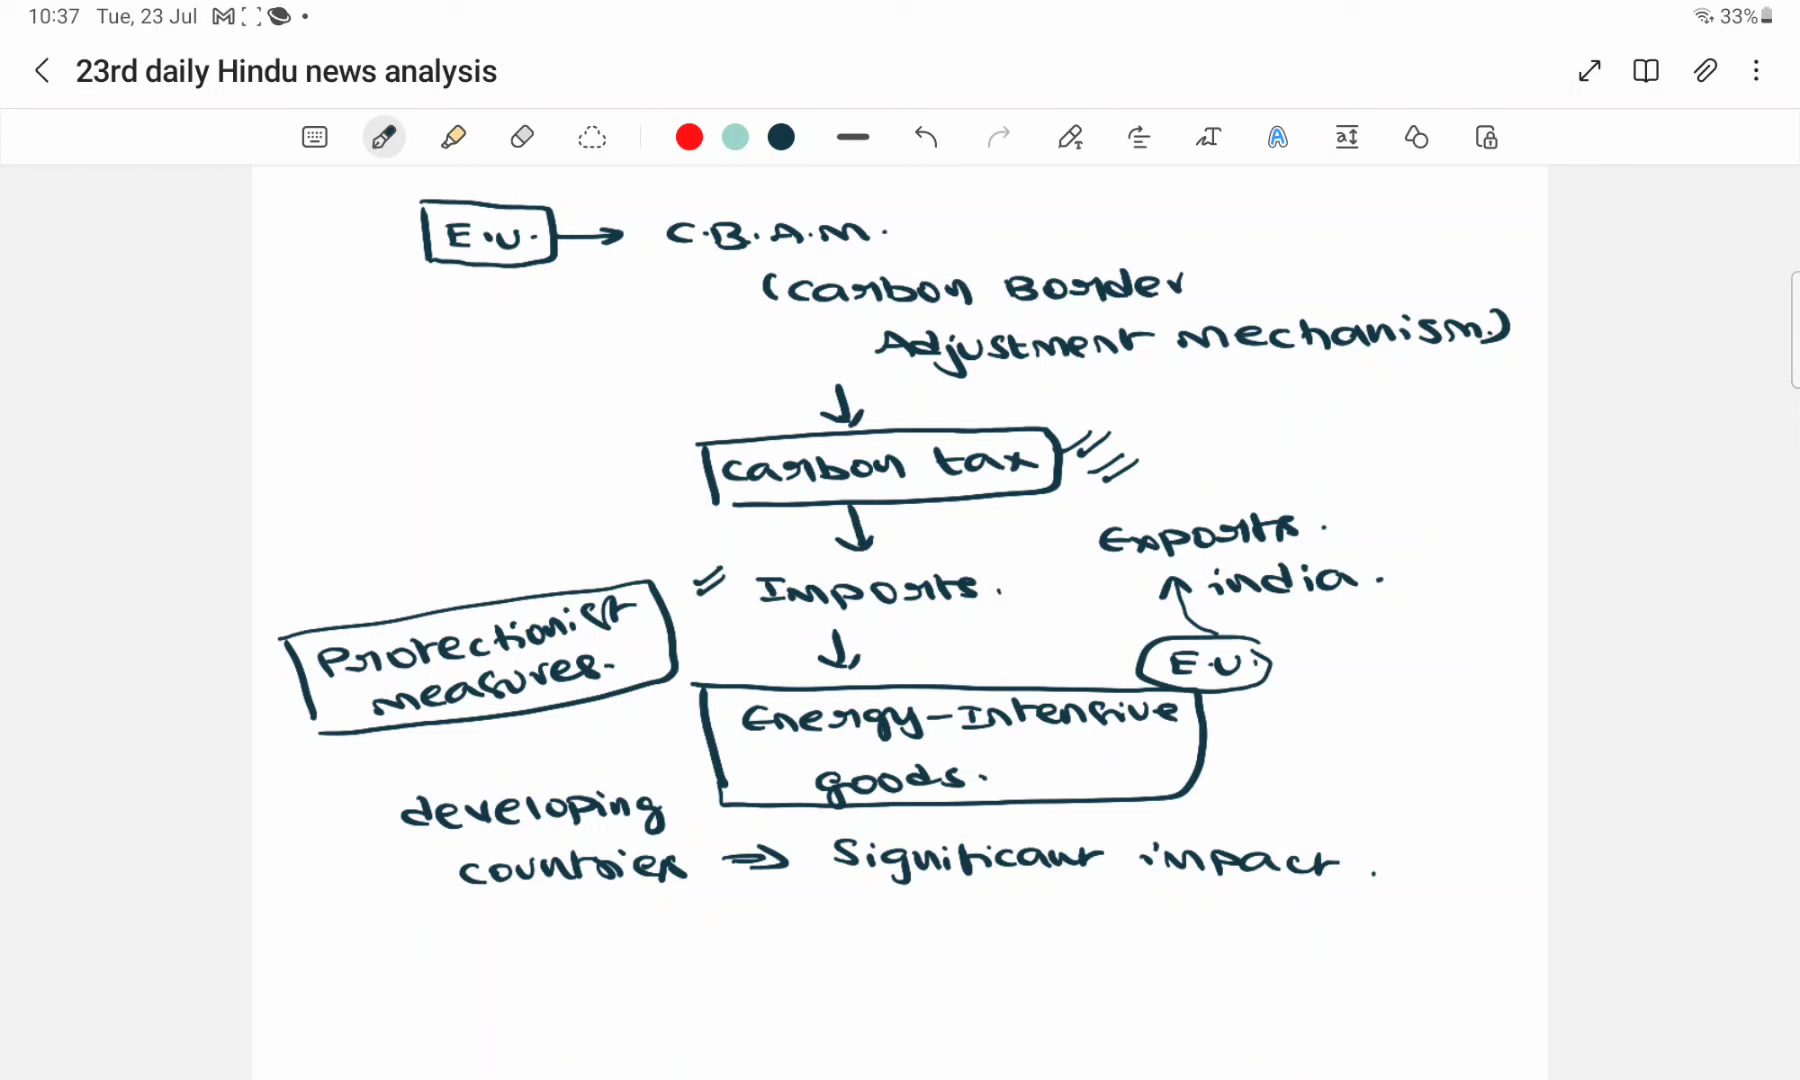 10:37 Tue, 23 Jul
33%
23rd daily Hindu news analysis
E.U. → C.B.A.M.
(Carbon Border
Adjustment Mechanism.)
↓
Carbon tax
↓
Exports.
india.
Imports.
↓
E.U.
Protectionist
measures.
Energy-Intensive
goods.
developing
countries ⇒ Significant impact.